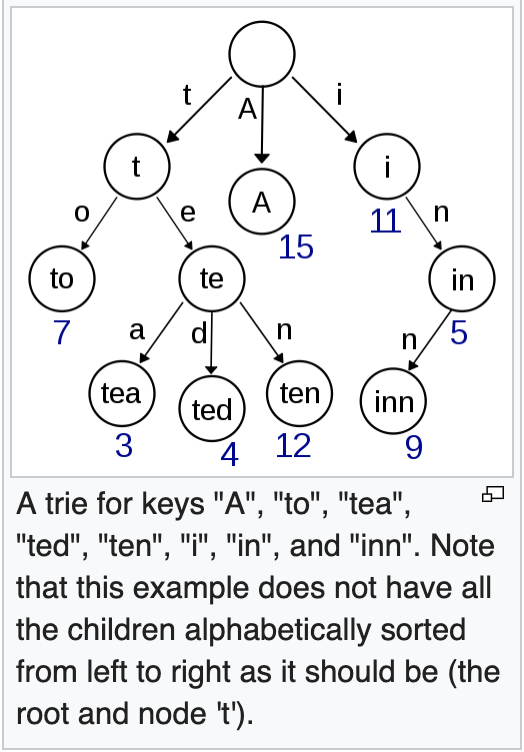 t
A
i
t
A
i
15
11
o
e
n
to
te
in
7
5
a
d
n
n
tea
ted
ten
inn
3
4
12
9
A trie for keys "A", "to", "tea",
"ted", "ten", "i", "in", and "inn". Note
that this example does not have all
the children alphabetically sorted
from left to right as it should be (the
root and node 't').